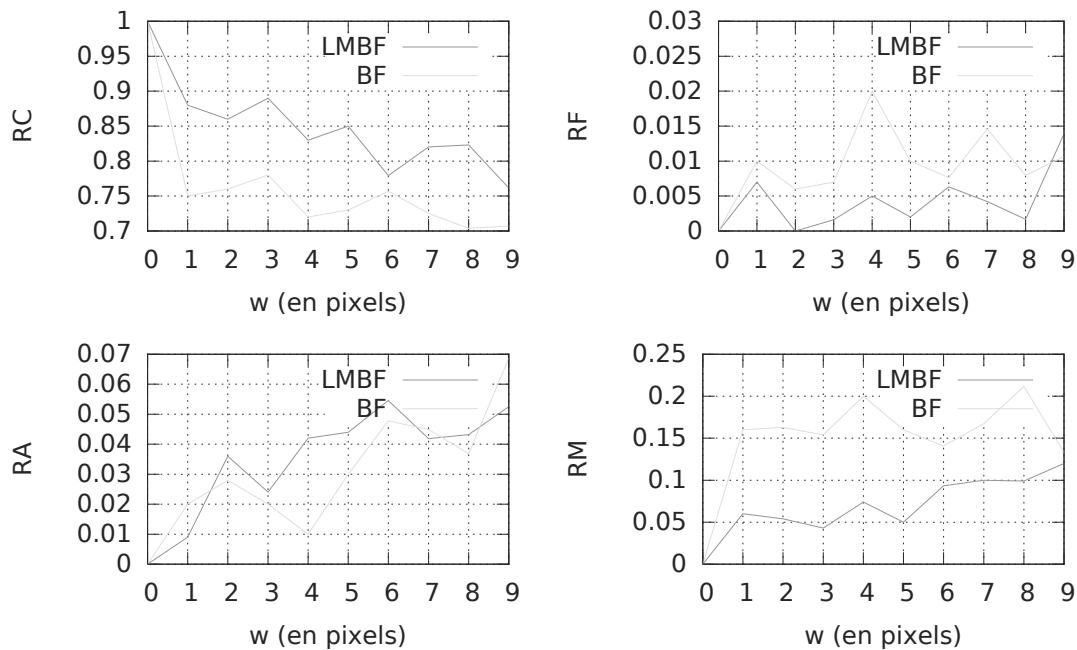 1
0.95
0.9
0.85
0.8
0.75
0.7
RC
LMBF
BF
0 1 2 3 4 5 6 7 8 9
w (en pixels)
0.03
0.025
0.02
0.015
0.01
0.005
0
RF
LMBF
BF
0 1 2 3 4 5 6 7 8 9
w (en pixels)
0.07
0.06
0.05
0.04
0.03
0.02
0.01
0
RA
LMBF
BF
0 1 2 3 4 5 6 7 8 9
w (en pixels)
0.25
0.2
0.15
0.1
0.05
0
RM
LMBF
BF
0 1 2 3 4 5 6 7 8 9
w (en pixels)